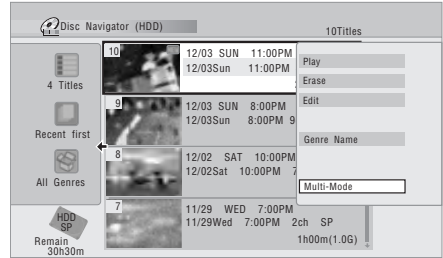 Disc Navigator (HDD)
10Titles
4 Titles
Recent first
All Genres
HDD
SP
Remain
30h30m
10
12/03 SUN 11:00PM
12/03Sun 11:00PM
9
12/03 SUN 8:00PM
12/03Sun 8:00PM 9
8
12/02 SAT 10:00PM
12/02Sat 10:00PM 7
7
11/29 WED 7:00PM
11/29Wed 7:00PM 2ch SP
1h00m(1.0G)
Play
Erase
Edit
Genre Name
Multi-Mode